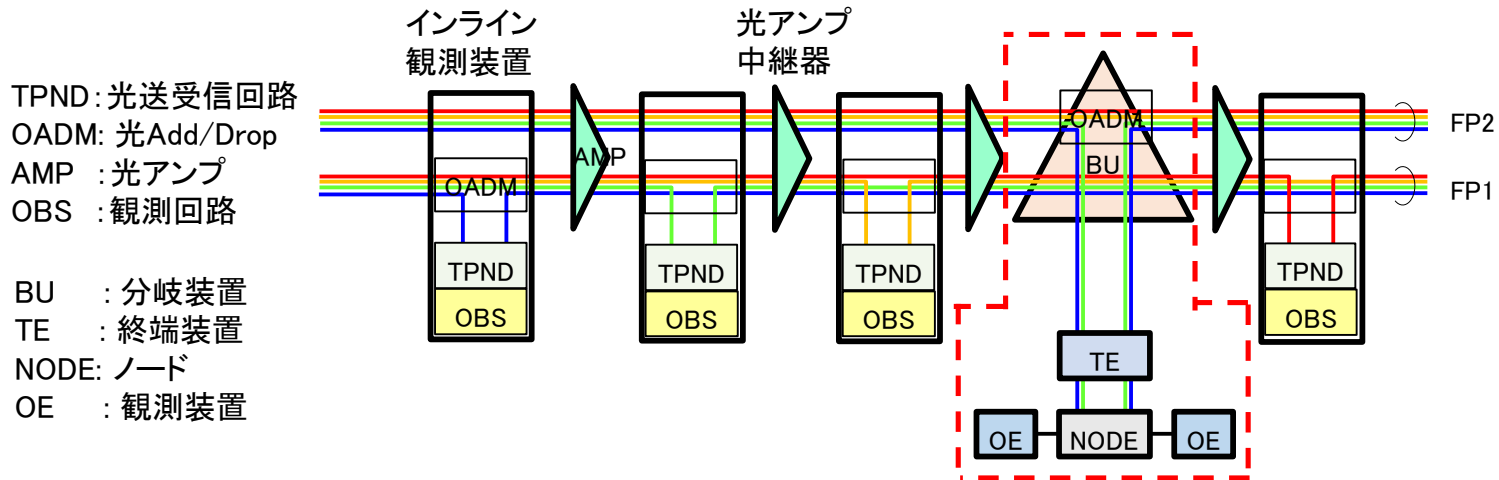 インライン
観測装置
光アンプ
中継器
TPND：光送受信回路
OADM: 光Add/Drop
AMP ：光アンプ
OBS ：観測回路
BU ：分岐装置
TE ：終端装置
NODE: ノード
OE ：観測装置
OADM
FP2
AMP
BU
OADM
FP1
TPND
TPND
TPND
TPND
OBS
OBS
OBS
OBS
TE
OE
NODE
OE